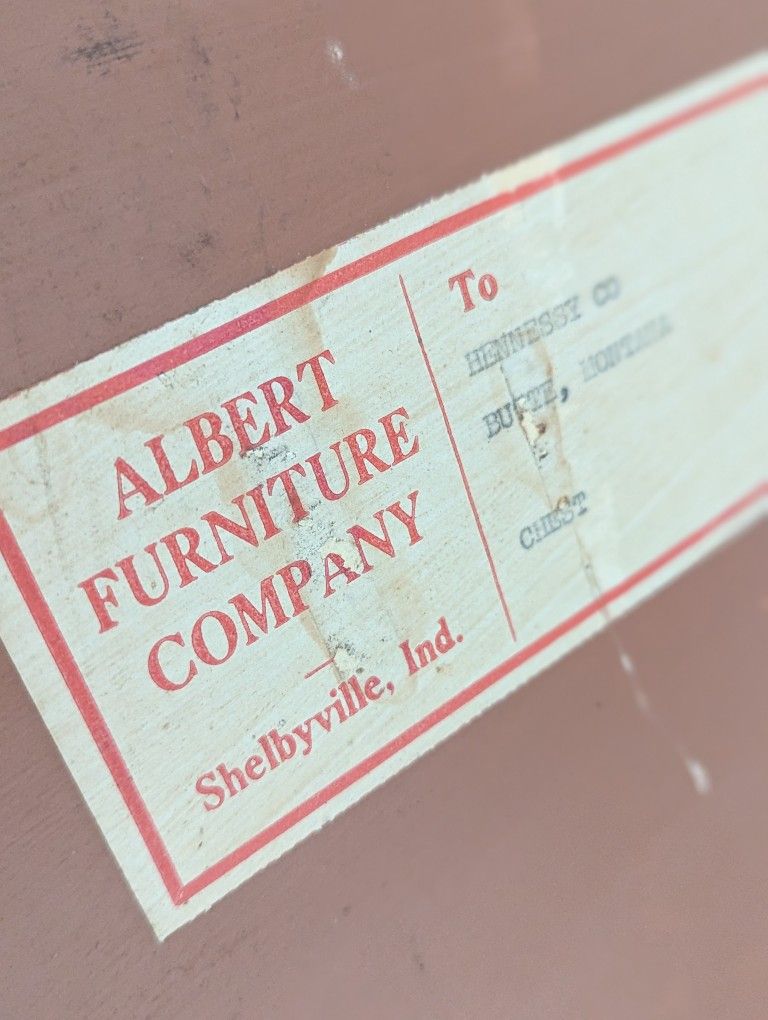 ALBERT
FURNITURE
COMPANY
Shelbyville, Ind.
To
HENNESSY CO
BUTTE, MONTANA
CHEST